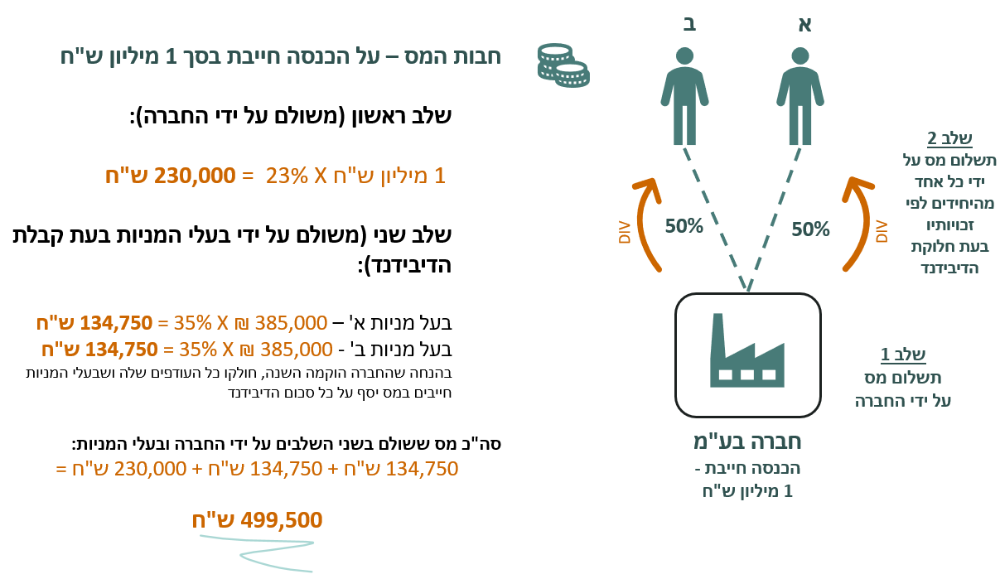 חבות המס – על הכנסה חייבת בסך 1 מיליון ש"ח
שלב ראשון (משולם על ידי החברה):
1 מיליון ש"ח X 23% = 230,000 ש"ח
שלב שני (משולם על ידי בעלי המניות בעת קבלת
הדיבידנד):
בעל מניות א' – 385,000 ₪ X 35% = 134,750 ש"ח
בעל מניות ב' - 385,000 ₪ X 35% = 134,750 ש"ח
בהנחה שהחברה הוקמה השנה, חולקו כל העודפים שלה ושבעלי המניות
חייבים במס יסף על כל סכום הדיבידנד
סה"כ מס ששולם בשני השלבים על ידי החברה ובעלי המניות:
134,750 ש"ח + 134,750 ש"ח + 230,000 ש"ח =
499,500 ש"ח
א
ב
50%
50%
DIV
DIV
שלב 2
תשלום מס על
ידי כל אחד
מהיחידים לפי
זכויותיו
בעת חלוקת
הדיבידנד
שלב 1
תשלום מס
על ידי החברה
חברה בע"מ
הכנסה חייבת -
1 מיליון ש"ח